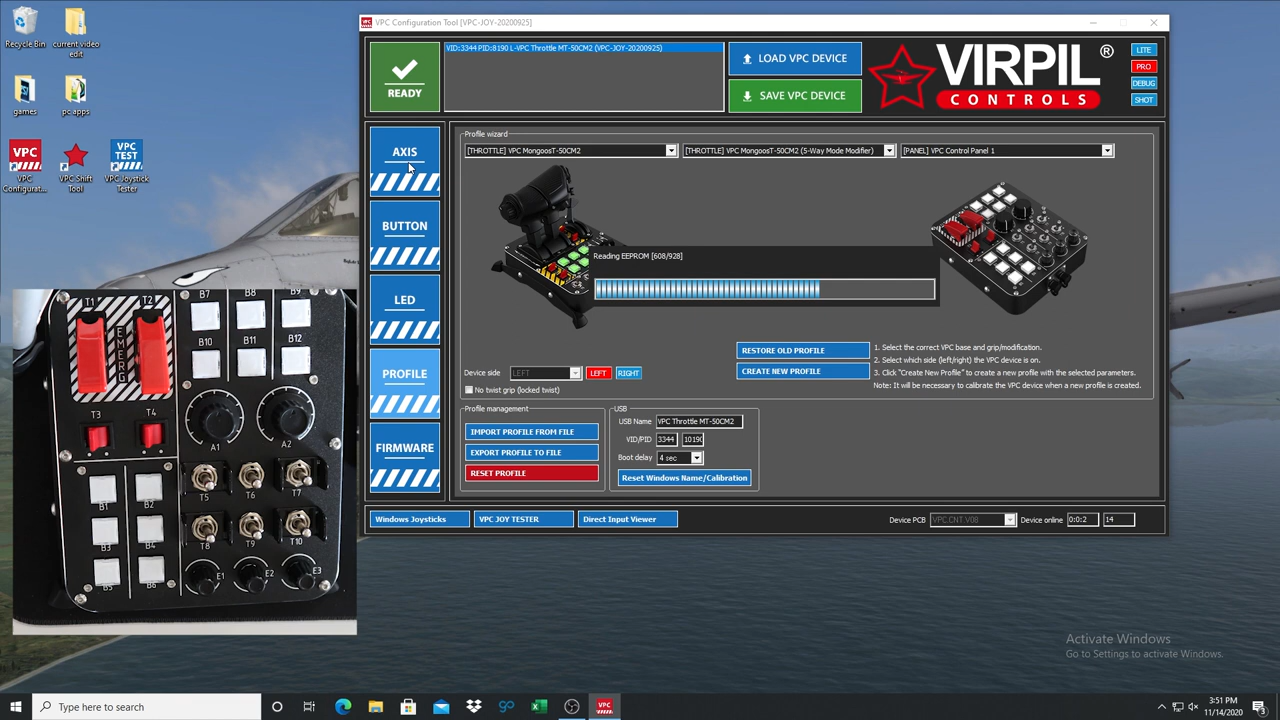 Recycle Bin
current video
edit
games
pc apps
VPC
VPC
Configurat...
VPC Shift
Tool
VPC
TEST
VPC Joystick
Tester
VPC Configuration Tool [VPC-JOY-20200925]
READY
VID:3344 PID:8190 L-VPC Throttle MT-50CM2 (VPC-JOY-20200925)
LOAD VPC DEVICE
SAVE VPC DEVICE
VIRPIL ®
CONTROLS
LITE
PRO
DEBUG
SHOT
AXIS
BUTTON
LED
PROFILE
FIRMWARE
Profile wizard
[THROTTLE] VPC MongoosT-50CM2
[THROTTLE] VPC MongoosT-50CM2 (5-Way Mode Modifier)
[PANEL] VPC Control Panel 1
Reading EEPROM [608/928]
RESTORE OLD PROFILE
CREATE NEW PROFILE
1. Select the correct VPC base and grip/modification.
2. Select which side (left/right) the VPC device is on.
3. Click "Create New Profile" to create a new profile with the selected parameters.
Note: It will be necessary to calibrate the VPC device when a new profile is created.
Device side
LEFT
LEFT
RIGHT
No twist grip (locked twist)
Profile management
IMPORT PROFILE FROM FILE
EXPORT PROFILE TO FILE
RESET PROFILE
USB
USB Name
VPC Throttle MT-50CM2
VID/PID
3344
Boot delay
4 sec
Reset Windows Name/Calibration
Windows Joysticks
VPC JOY TESTER
Direct Input Viewer
Device PCB
VPC.CNT.V0B
Device online
0:0:2
14
T1
T2
EMERG
B7
B8
B9
B10
B11
B12
T3
T4
A1
A2
B1
B2
T5
T6
T7
B3
B4
T8
T9
T10
B5
B6
E1
E2
E3
Activate Windows
Go to Settings to activate Windows.
Type here to search
VPC
3:51 PM
11/14/2020
3